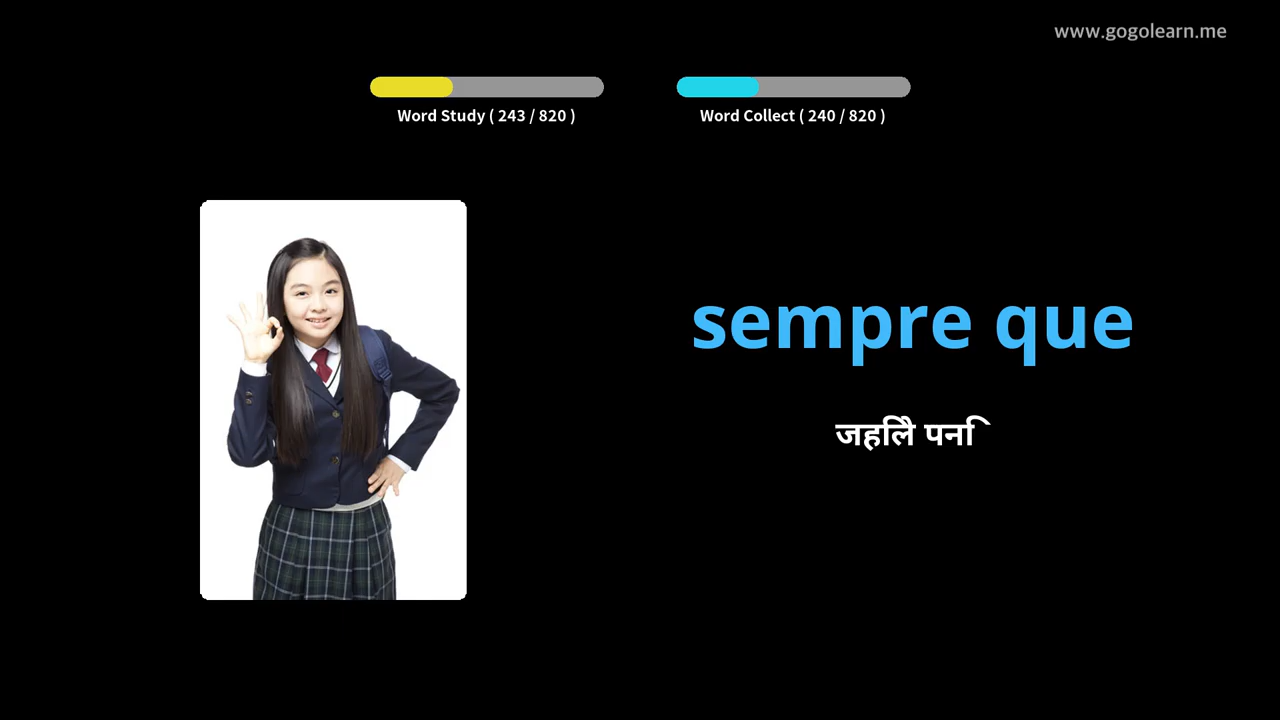 www.gogolearn.me
Word Study ( 243 / 820 )
Word Collect ( 240 / 820 )
sempre que
जहिले पनि